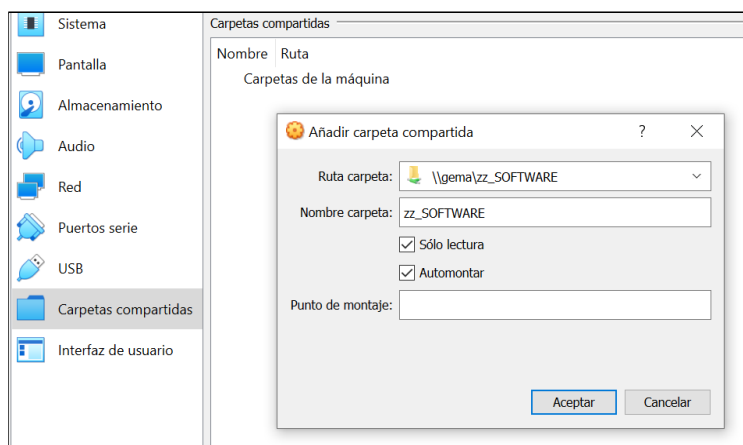 Sistema
Pantalla
Almacenamiento
Audio
Red
Puertos serie
USB
Carpetas compartidas
Interfaz de usuario
Carpetas compartidas
Nombre Ruta
Carpetas de la máquina
Añadir carpeta compartida
Ruta carpeta: \\gema\zz_SOFTWARE
Nombre carpeta: zz_SOFTWARE
Sólo lectura
Automontar
Punto de montaje:
Aceptar Cancelar